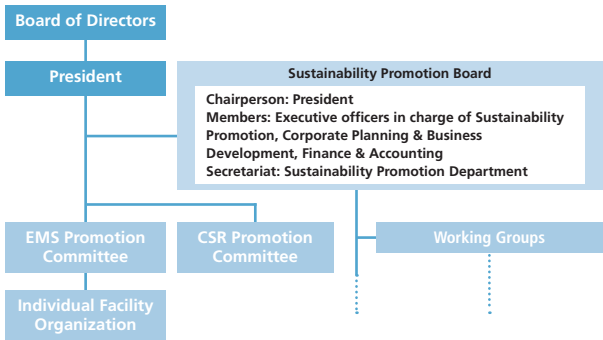 Board of Directors
President
Sustainability Promotion Board
Chairperson: President
Members: Executive officers in charge of Sustainability
Promotion, Corporate Planning & Business
Development, Finance & Accounting
Secretariat: Sustainability Promotion Department
EMS Promotion
Committee
CSR Promotion
Committee
Working Groups
Individual Facility
Organization